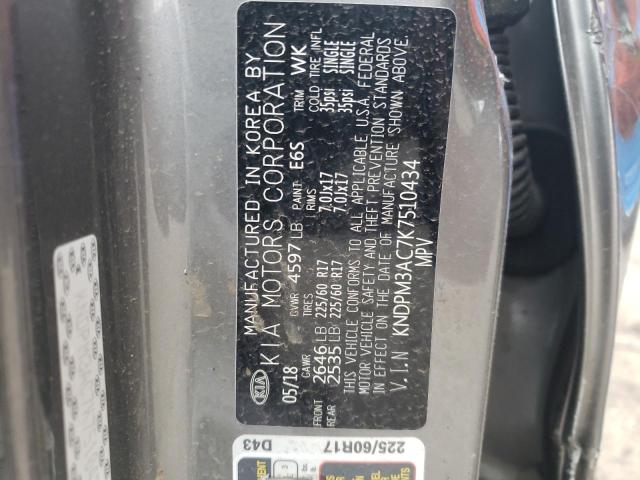 KIA
MANUFACTURED IN KOREA BY
KIA MOTORS CORPORATION
05/18 GVWR 4597 LB PAINT E6S TRIM WK
GAWR TIRES RIMS COLD TIRE INFL
FRONT 2646 LB 225/60 R17 7.0Jx17 35psi SINGLE
REAR 2535 LB 225/60 R17 7.0Jx17 35psi SINGLE
THIS VEHICLE CONFORMS TO ALL APPLICABLE U.S.A. FEDERAL
MOTOR VEHICLE SAFETY AND THEFT PREVENTION STANDARDS
IN EFFECT ON THE DATE OF MANUFACTURE SHOWN ABOVE.
V.I.N KNDPM3AC7K7510434
MPV
225/60R17
D43